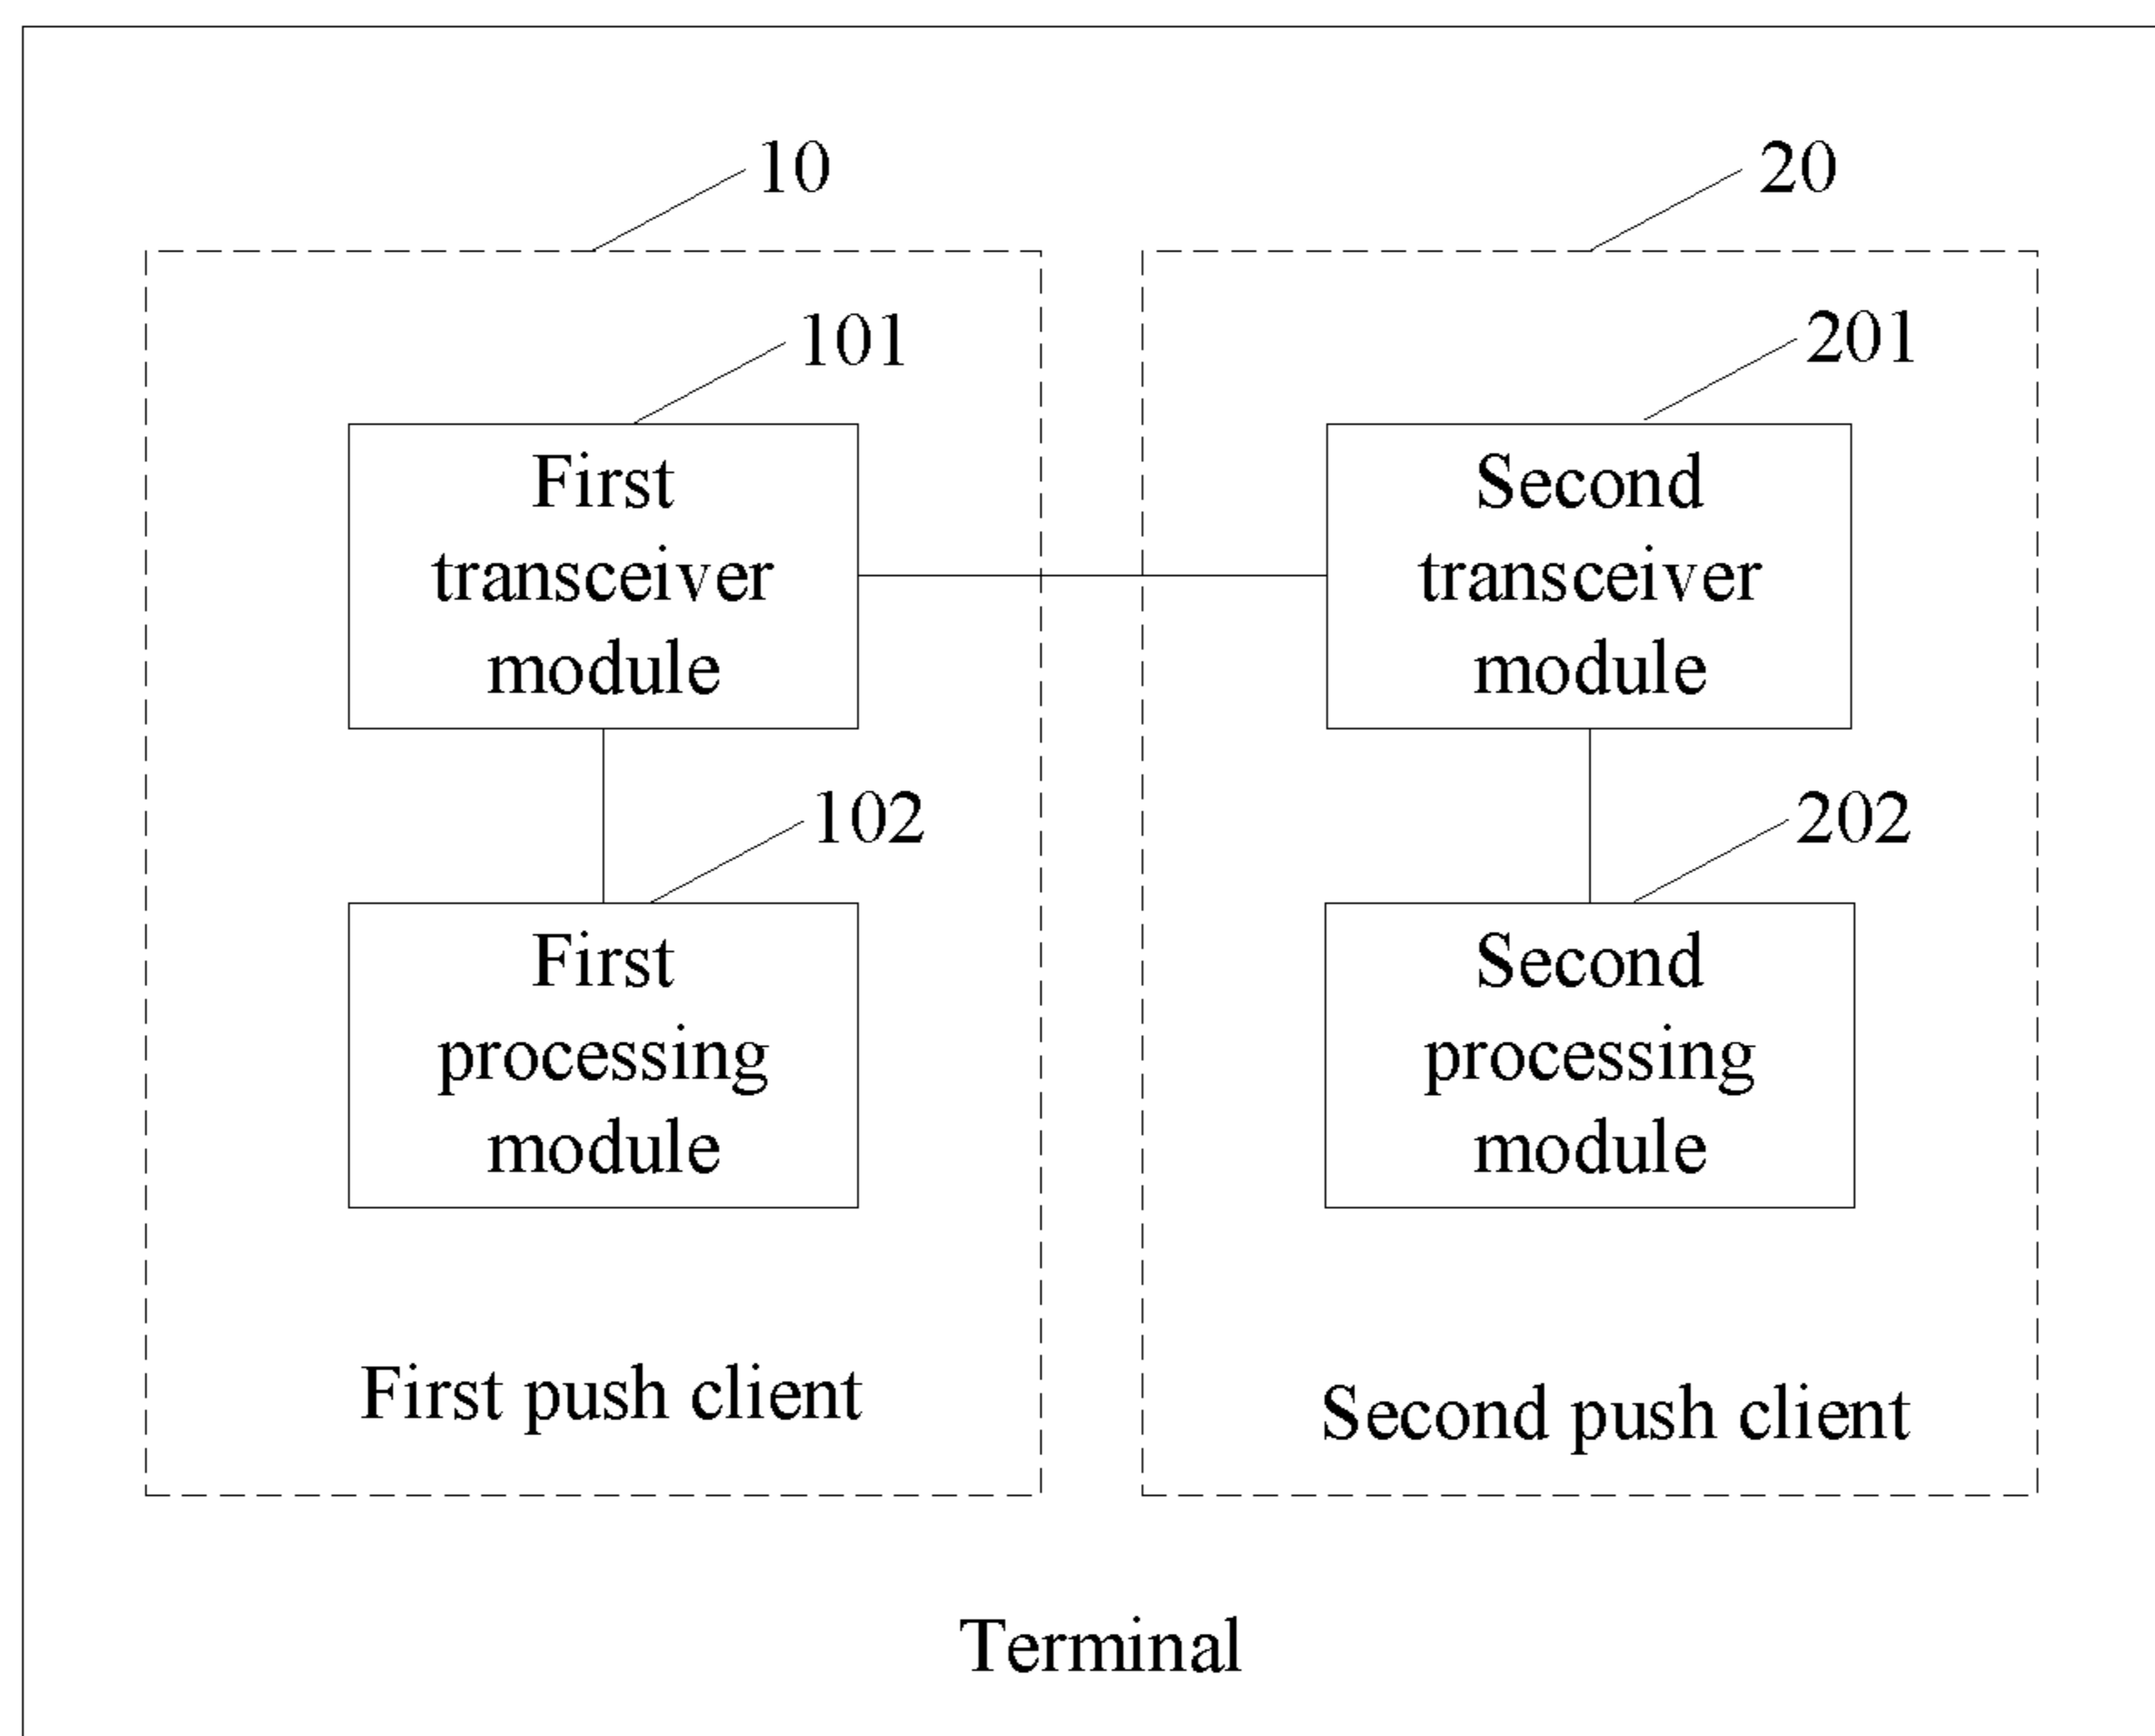 10
20
101
201
First
transceiver
module
Second
transceiver
module
102
202
First
processing
module
Second
processing
module
First push client
Second push client
Terminal